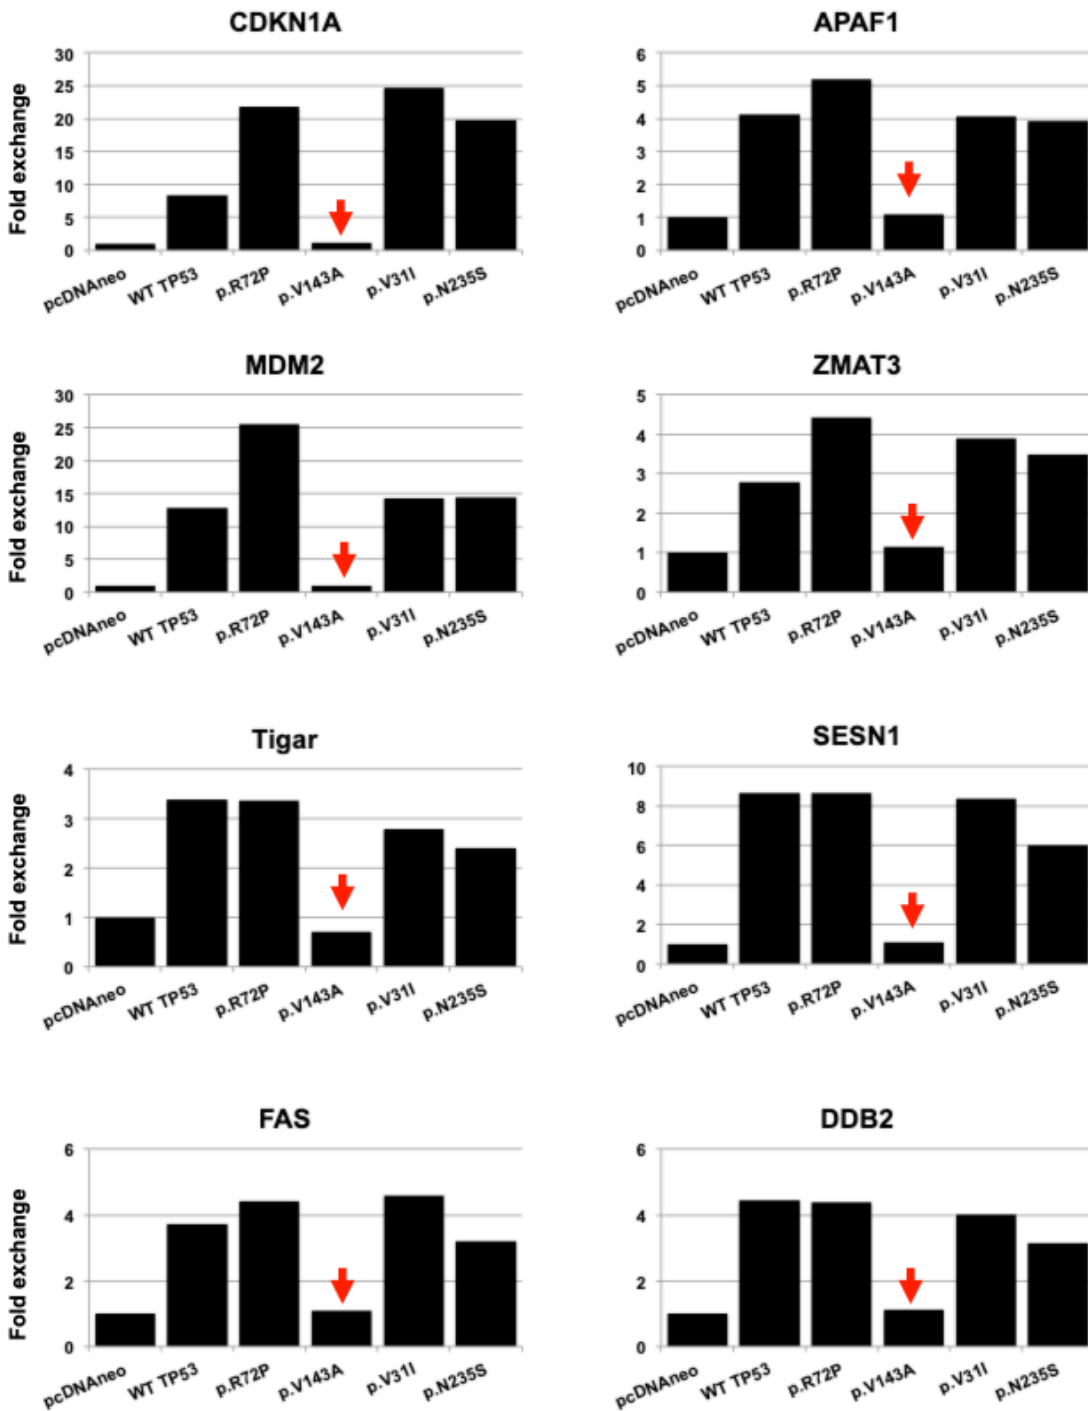 CDKN1A
Fold exchange
30
25
20
15
10
5
0
pcDNAneo
WT TP53
p.R72P
p.V143A
p.V31I
p.N235S
APAF1
6
5
4
3
2
1
0
pcDNAneo
WT TP53
p.R72P
p.V143A
p.V31I
p.N235S
MDM2
Fold exchange
30
25
20
15
10
5
0
pcDNAneo
WT TP53
p.R72P
p.V143A
p.V31I
p.N235S
ZMAT3
5
4
3
2
1
0
pcDNAneo
WT TP53
p.R72P
p.V143A
p.V31I
p.N235S
Tigar
Fold exchange
4
3
2
1
0
pcDNAneo
WT TP53
p.R72P
p.V143A
p.V31I
p.N235S
SESN1
10
8
6
4
2
0
pcDNAneo
WT TP53
p.R72P
p.V143A
p.V31I
p.N235S
FAS
Fold exchange
6
4
2
0
pcDNAneo
WT TP53
p.R72P
p.V143A
p.V31I
p.N235S
DDB2
6
4
2
0
pcDNAneo
WT TP53
p.R72P
p.V143A
p.V31I
p.N235S